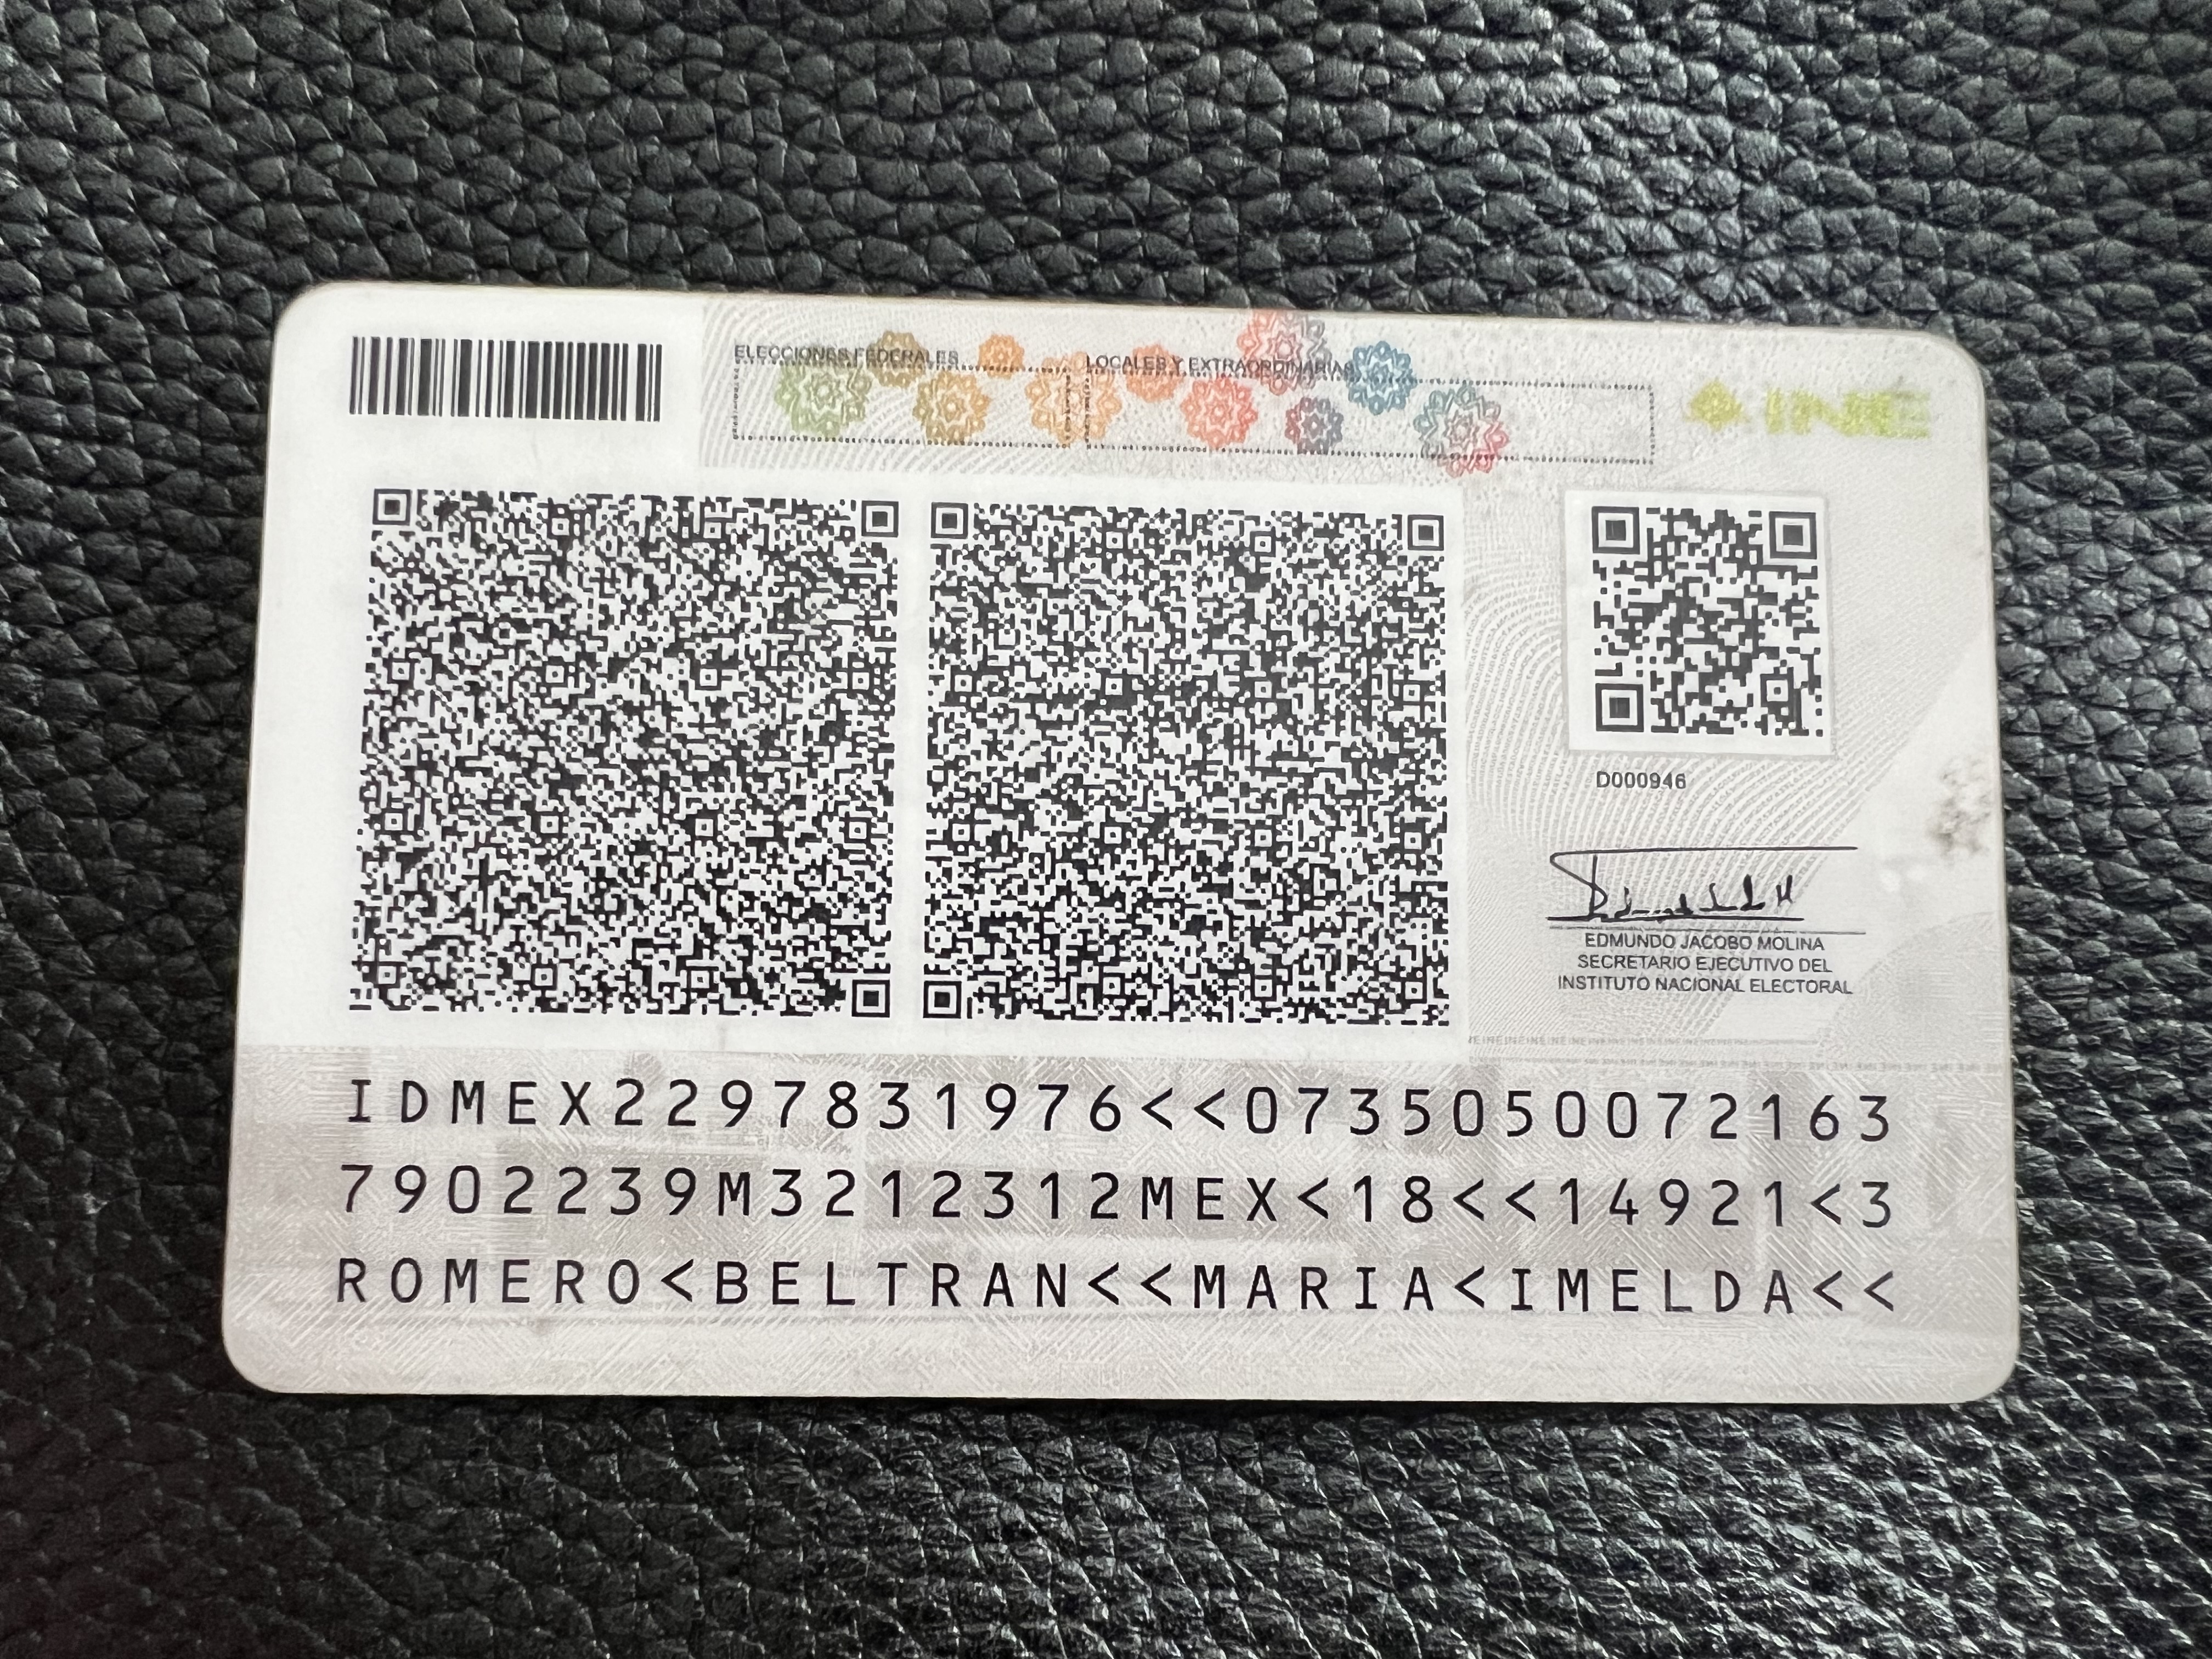 ELECCIONES FEDERALES LOCALES Y EXTRAORDINARIAS
INE
D000946
EDMUNDO JACOBO MOLINA
SECRETARIO EJECUTIVO DEL
INSTITUTO NACIONAL ELECTORAL
IDMEX2297831976<<0735050072163
7902239M3212312MEX<18<<14921<3
ROMERO<BELTRAN<<MARIA<IMELDA<<